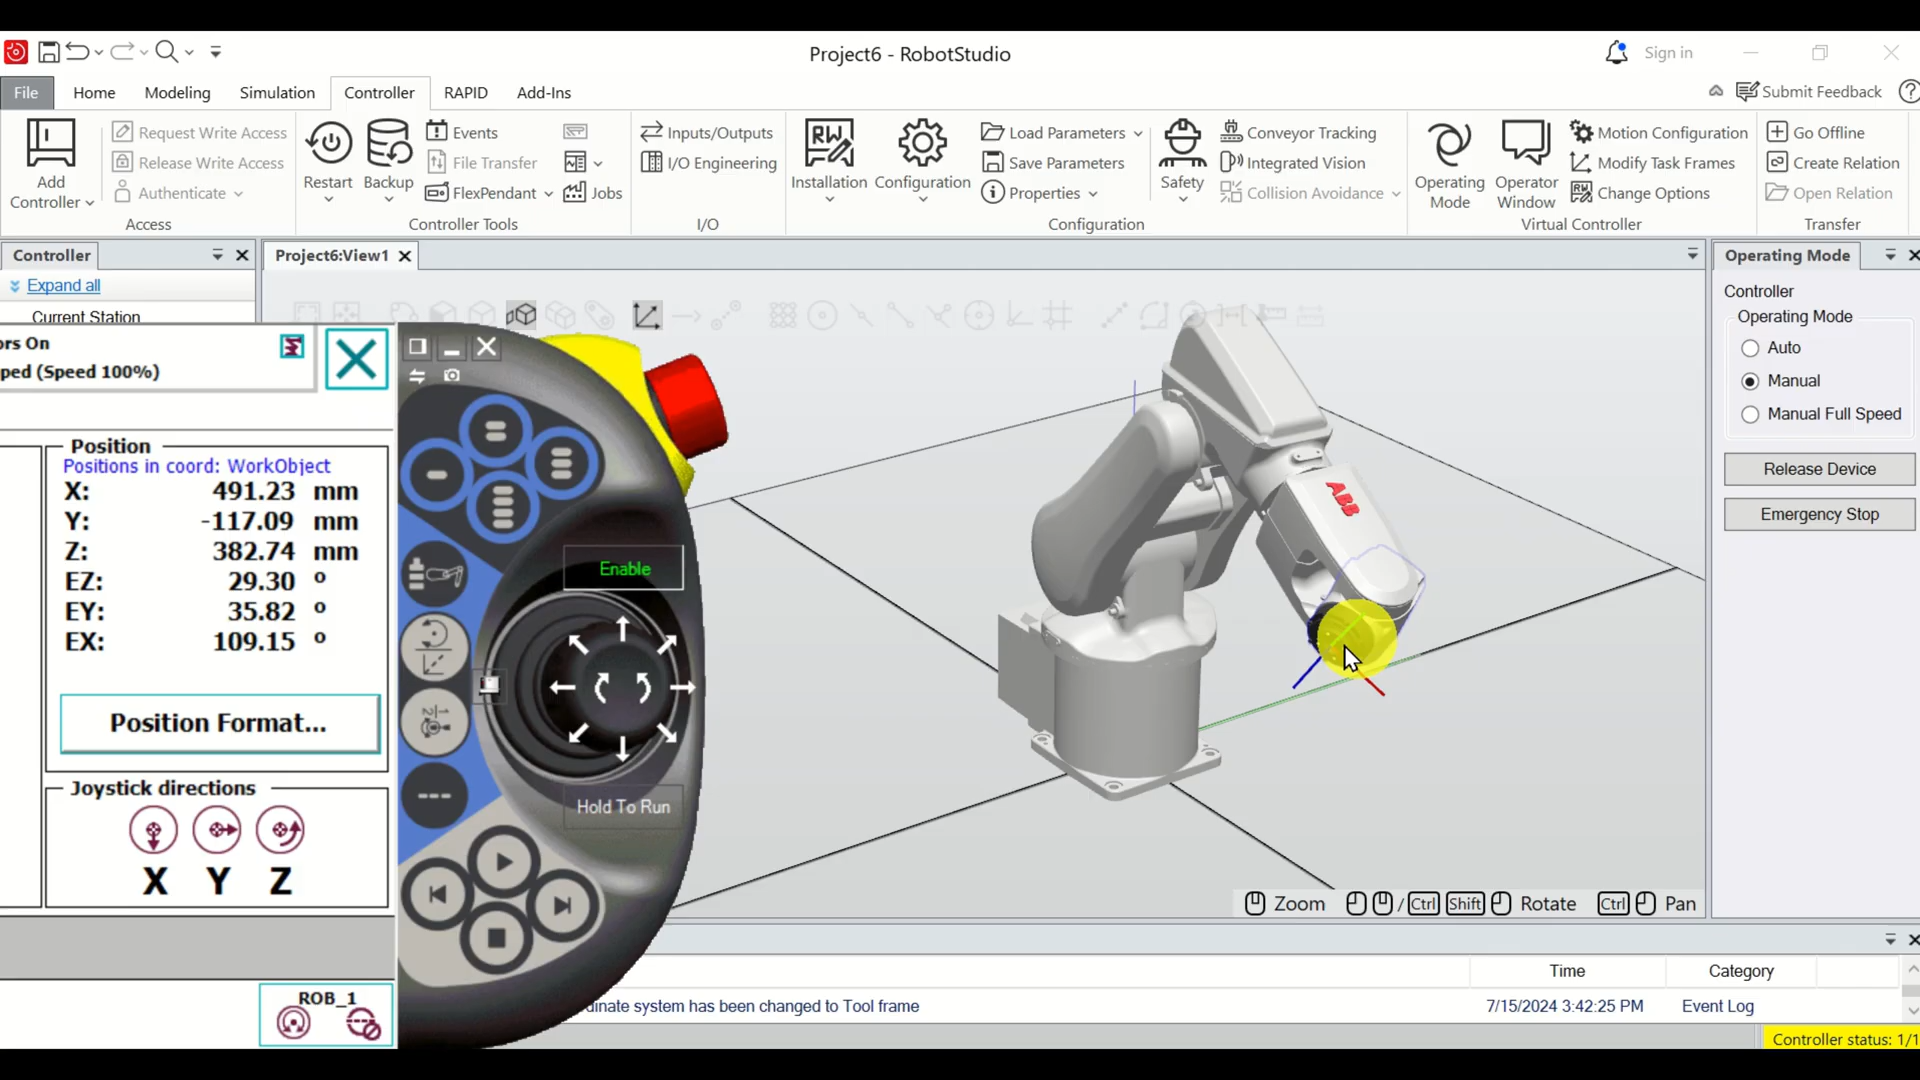 Project6 - RobotStudio
Sign in
File Home Modeling Simulation Controller RAPID Add-Ins
Submit Feedback
Add Controller
Request Write Access
Release Write Access
Authenticate
Access
Restart
Backup
Events
File Transfer
FlexPendant
Jobs
Controller Tools
Inputs/Outputs
I/O Engineering
I/O
Installation
Configuration
Load Parameters
Save Parameters
Properties
Safety
Conveyor Tracking
Integrated Vision
Collision Avoidance
Configuration
Operating Mode
Operator Window
Motion Configuration
Modify Task Frames
Change Options
Virtual Controller
Go Offline
Create Relation
Open Relation
Transfer
Controller
Expand all
Current Station
Project6:View1
ors On
ped (Speed 100%)
Position
Positions in coord: WorkObject
X: 491.23 mm
Y: -117.09 mm
Z: 382.74 mm
EZ: 29.30 º
EY: 35.82 º
EX: 109.15 º
Position Format...
Joystick directions
X Y Z
ROB_1
Enable
Hold To Run
ABB
Zoom / Ctrl Shift Rotate Ctrl Pan
Operating Mode
Controller
Operating Mode
Auto
Manual
Manual Full Speed
Release Device
Emergency Stop
Time Category
dinate system has been changed to Tool frame 7/15/2024 3:42:25 PM Event Log
Controller status: 1/1